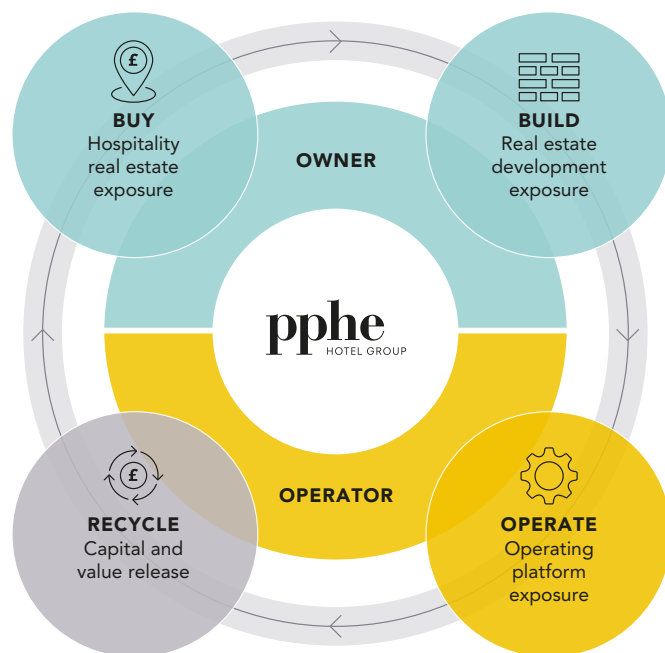 £
BUY
Hospitality
real estate
exposure
BUILD
Real estate
development
exposure
OWNER
pphe
HOTEL GROUP
OPERATOR
£
RECYCLE
Capital and
value release
OPERATE
Operating
platform
exposure